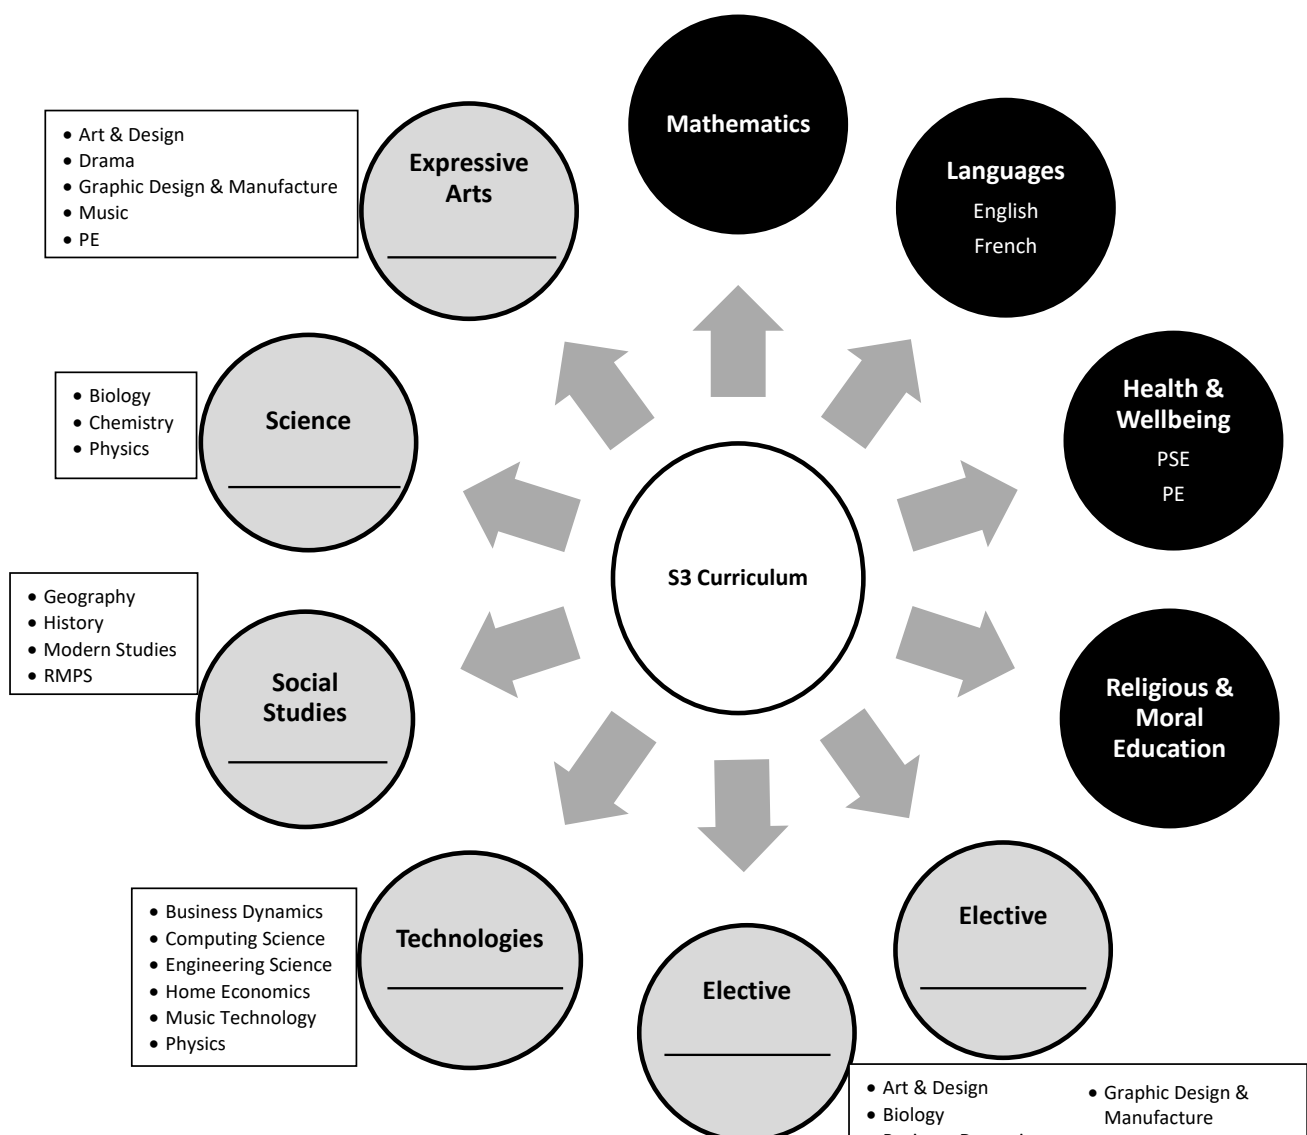 Mathematics
Languages
English
French
Health &
Wellbeing
PSE
PE
Religious &
Moral
Education
Elective
Elective
• Art & Design
• Biology
• Graphic Design &
Manufacture
Technologies
• Business Dynamics
• Computing Science
• Engineering Science
• Home Economics
• Music Technology
• Physics
Social
Studies
• Geography
• History
• Modern Studies
• RMPS
Science
• Biology
• Chemistry
• Physics
Expressive
Arts
• Art & Design
• Drama
• Graphic Design & Manufacture
• Music
• PE
S3 Curriculum